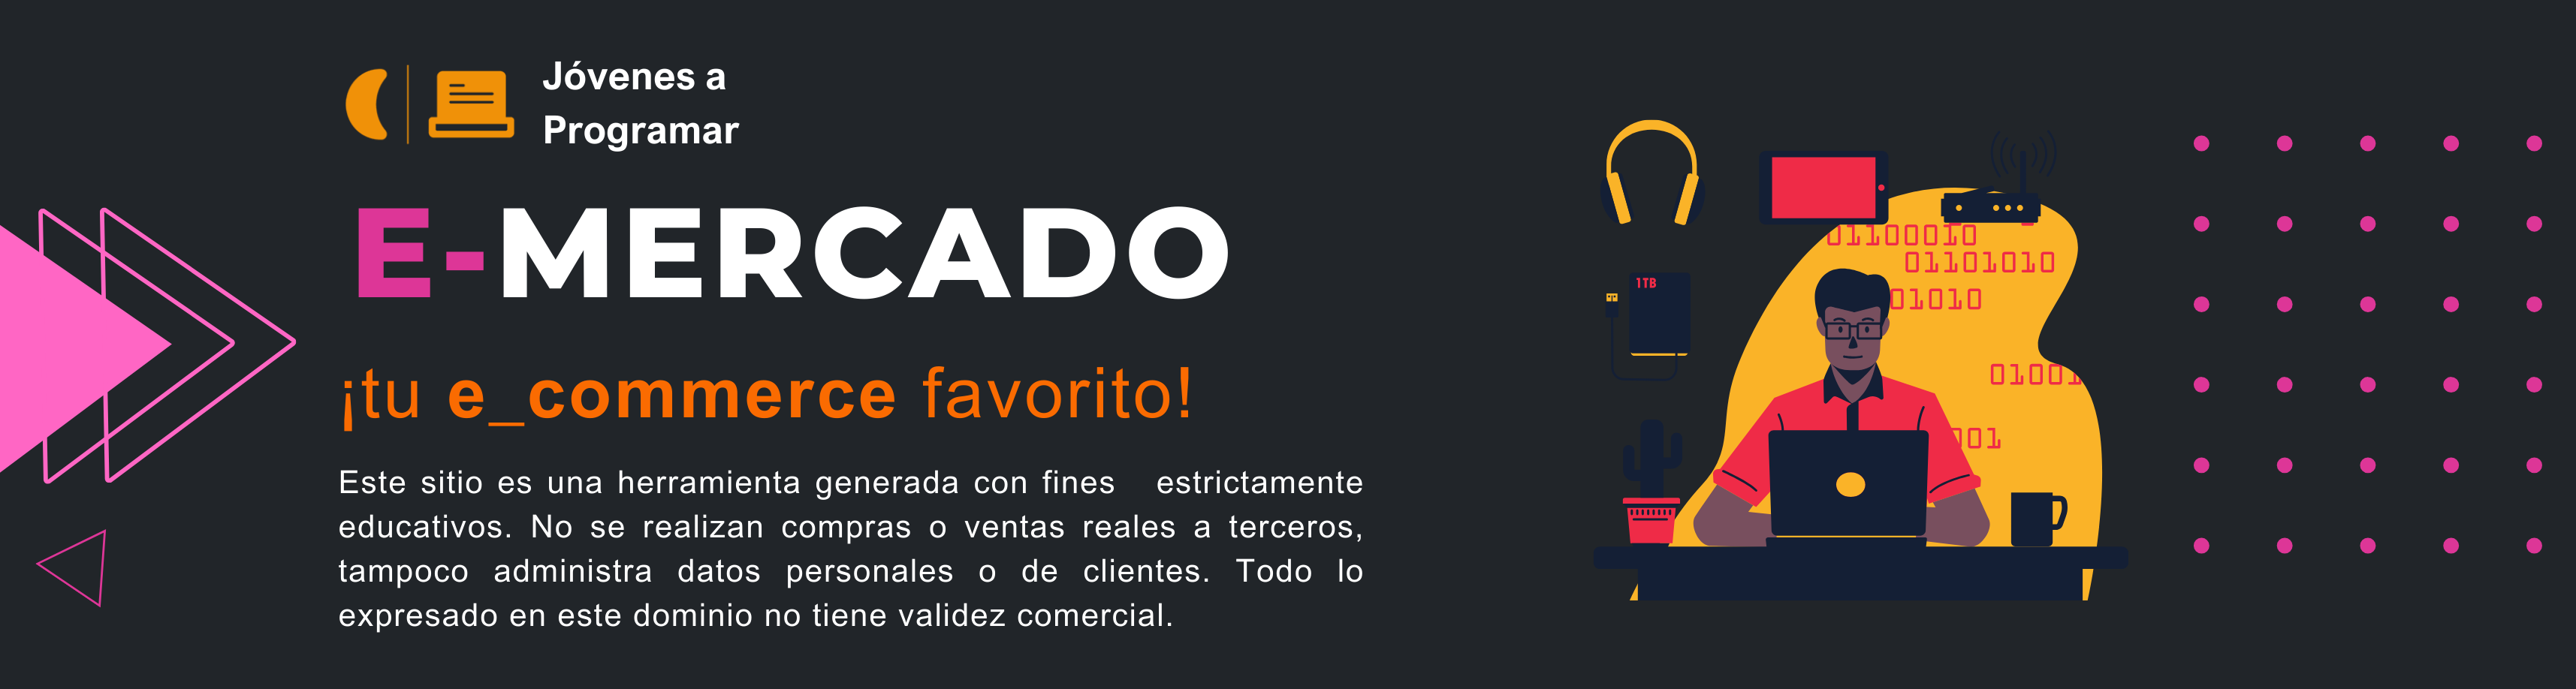 Jóvenes a
Programar
E-MERCADO
¡tu e_commerce favorito!
Este sitio es una herramienta generada con fines estrictamente
educativos. No se realizan compras o ventas reales a terceros,
tampoco administra datos personales o de clientes. Todo lo
expresado en este dominio no tiene validez comercial.
01100010
01101010
1TB
01010
01001
001